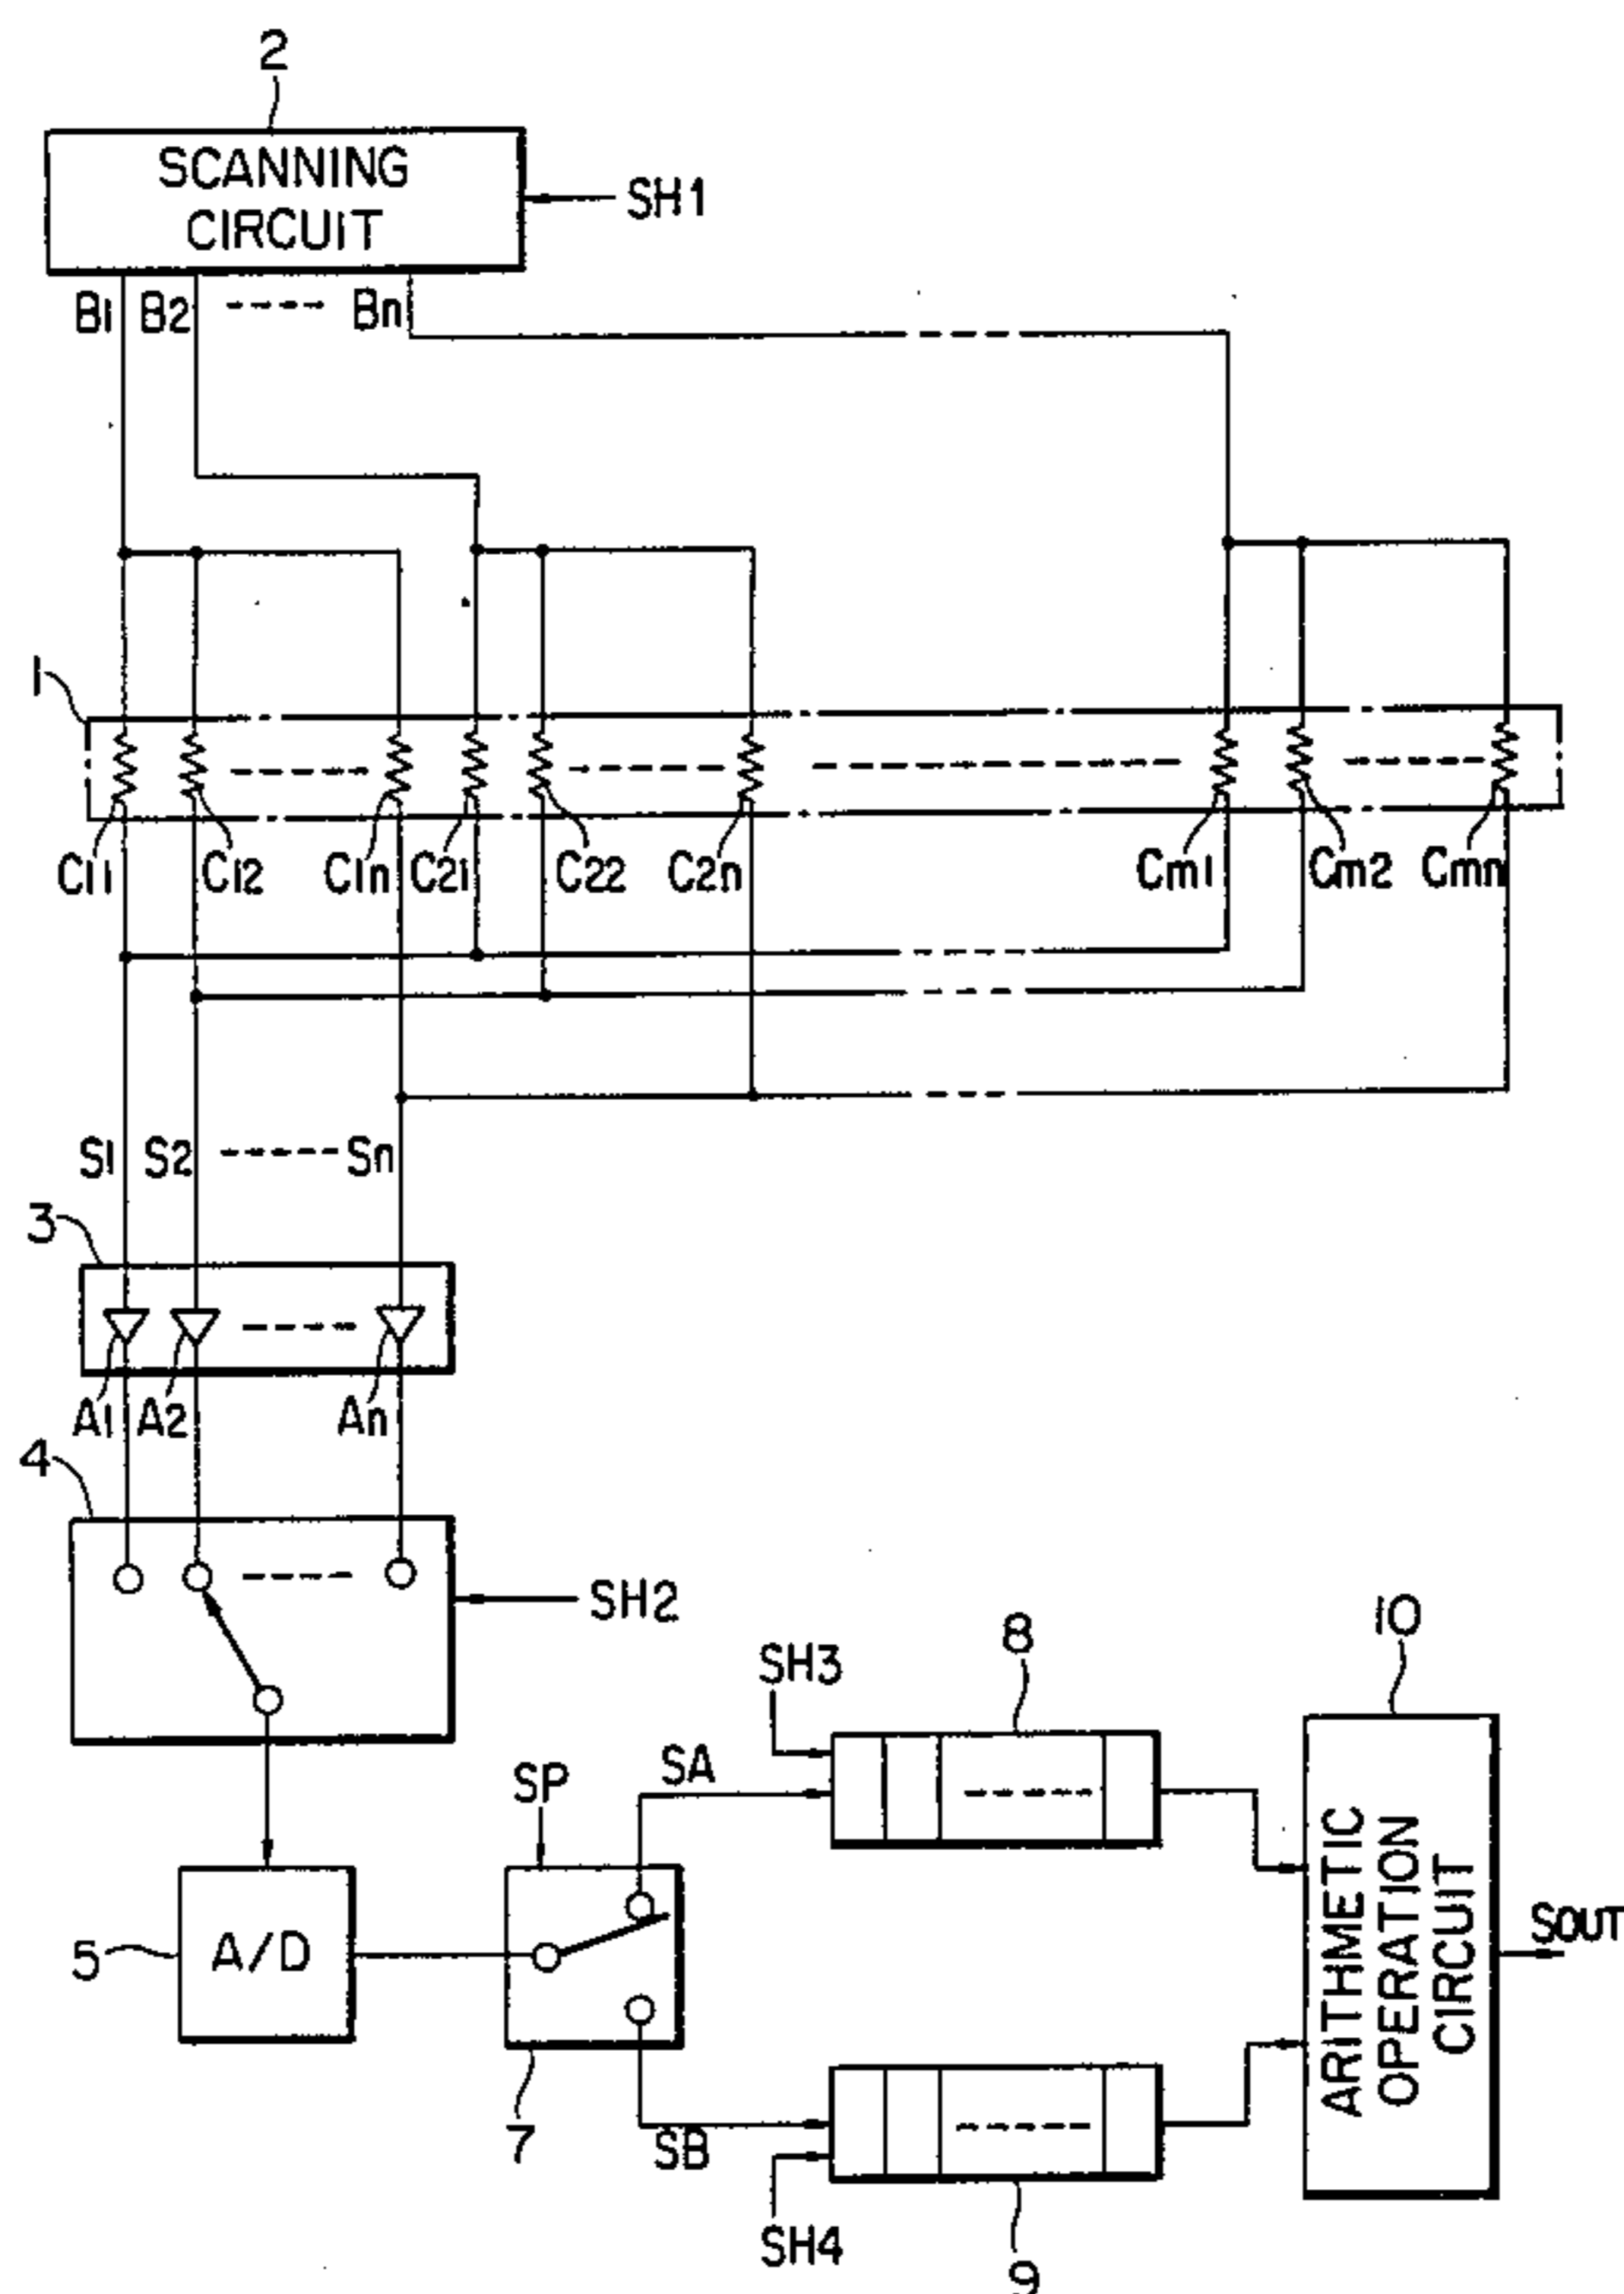 2
SCANNING
CIRCUIT
SH1
B1 B2 ----- Bn
1
C11 C12 C1n C21 C22 C2n Cm1 Cm2 Cmn
S1 S2 ------ Sn
3
A1 A2 An
4
SH2
SH3
8
10
SP
SA
5
A/D
ARITHMETIC
OPERATION
CIRCUIT
SOUT
7
SB
SH4
9